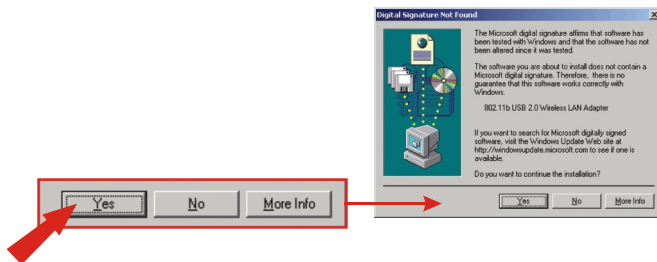 Digital Signature Not Found
The Microsoft digital signature affirms that software has
been tested with Windows and that the software has not
been altered since it was tested.
The software you are about to install does not contain a
Microsoft digital signature. Therefore, there is no
guarantee that this software works correctly with
Windows.
802.11b USB 2.0 Wireless LAN Adapter
If you want to search for Microsoft digitally signed
software, visit the Windows Update Web site at
http://windowsupdate.microsoft.com to see if one is
available.
Do you want to continue the installation?
Yes No More Info
Yes No More Info